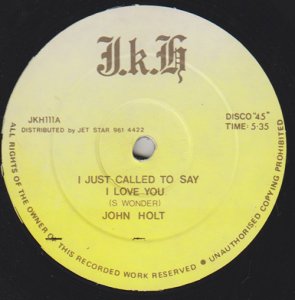 J.k.H
JKH111A
DISCO "45"
DISTRIBUTED BY JET STAR 961 4422
TIME: 5-35
I JUST CALLED TO SAY
I LOVE YOU
(S WONDER)
JOHN HOLT
ALL RIGHTS OF THE OWNER OF THIS RECORDED WORK RESERVED ● UNAUTHORISED COPYING PROHIBITED